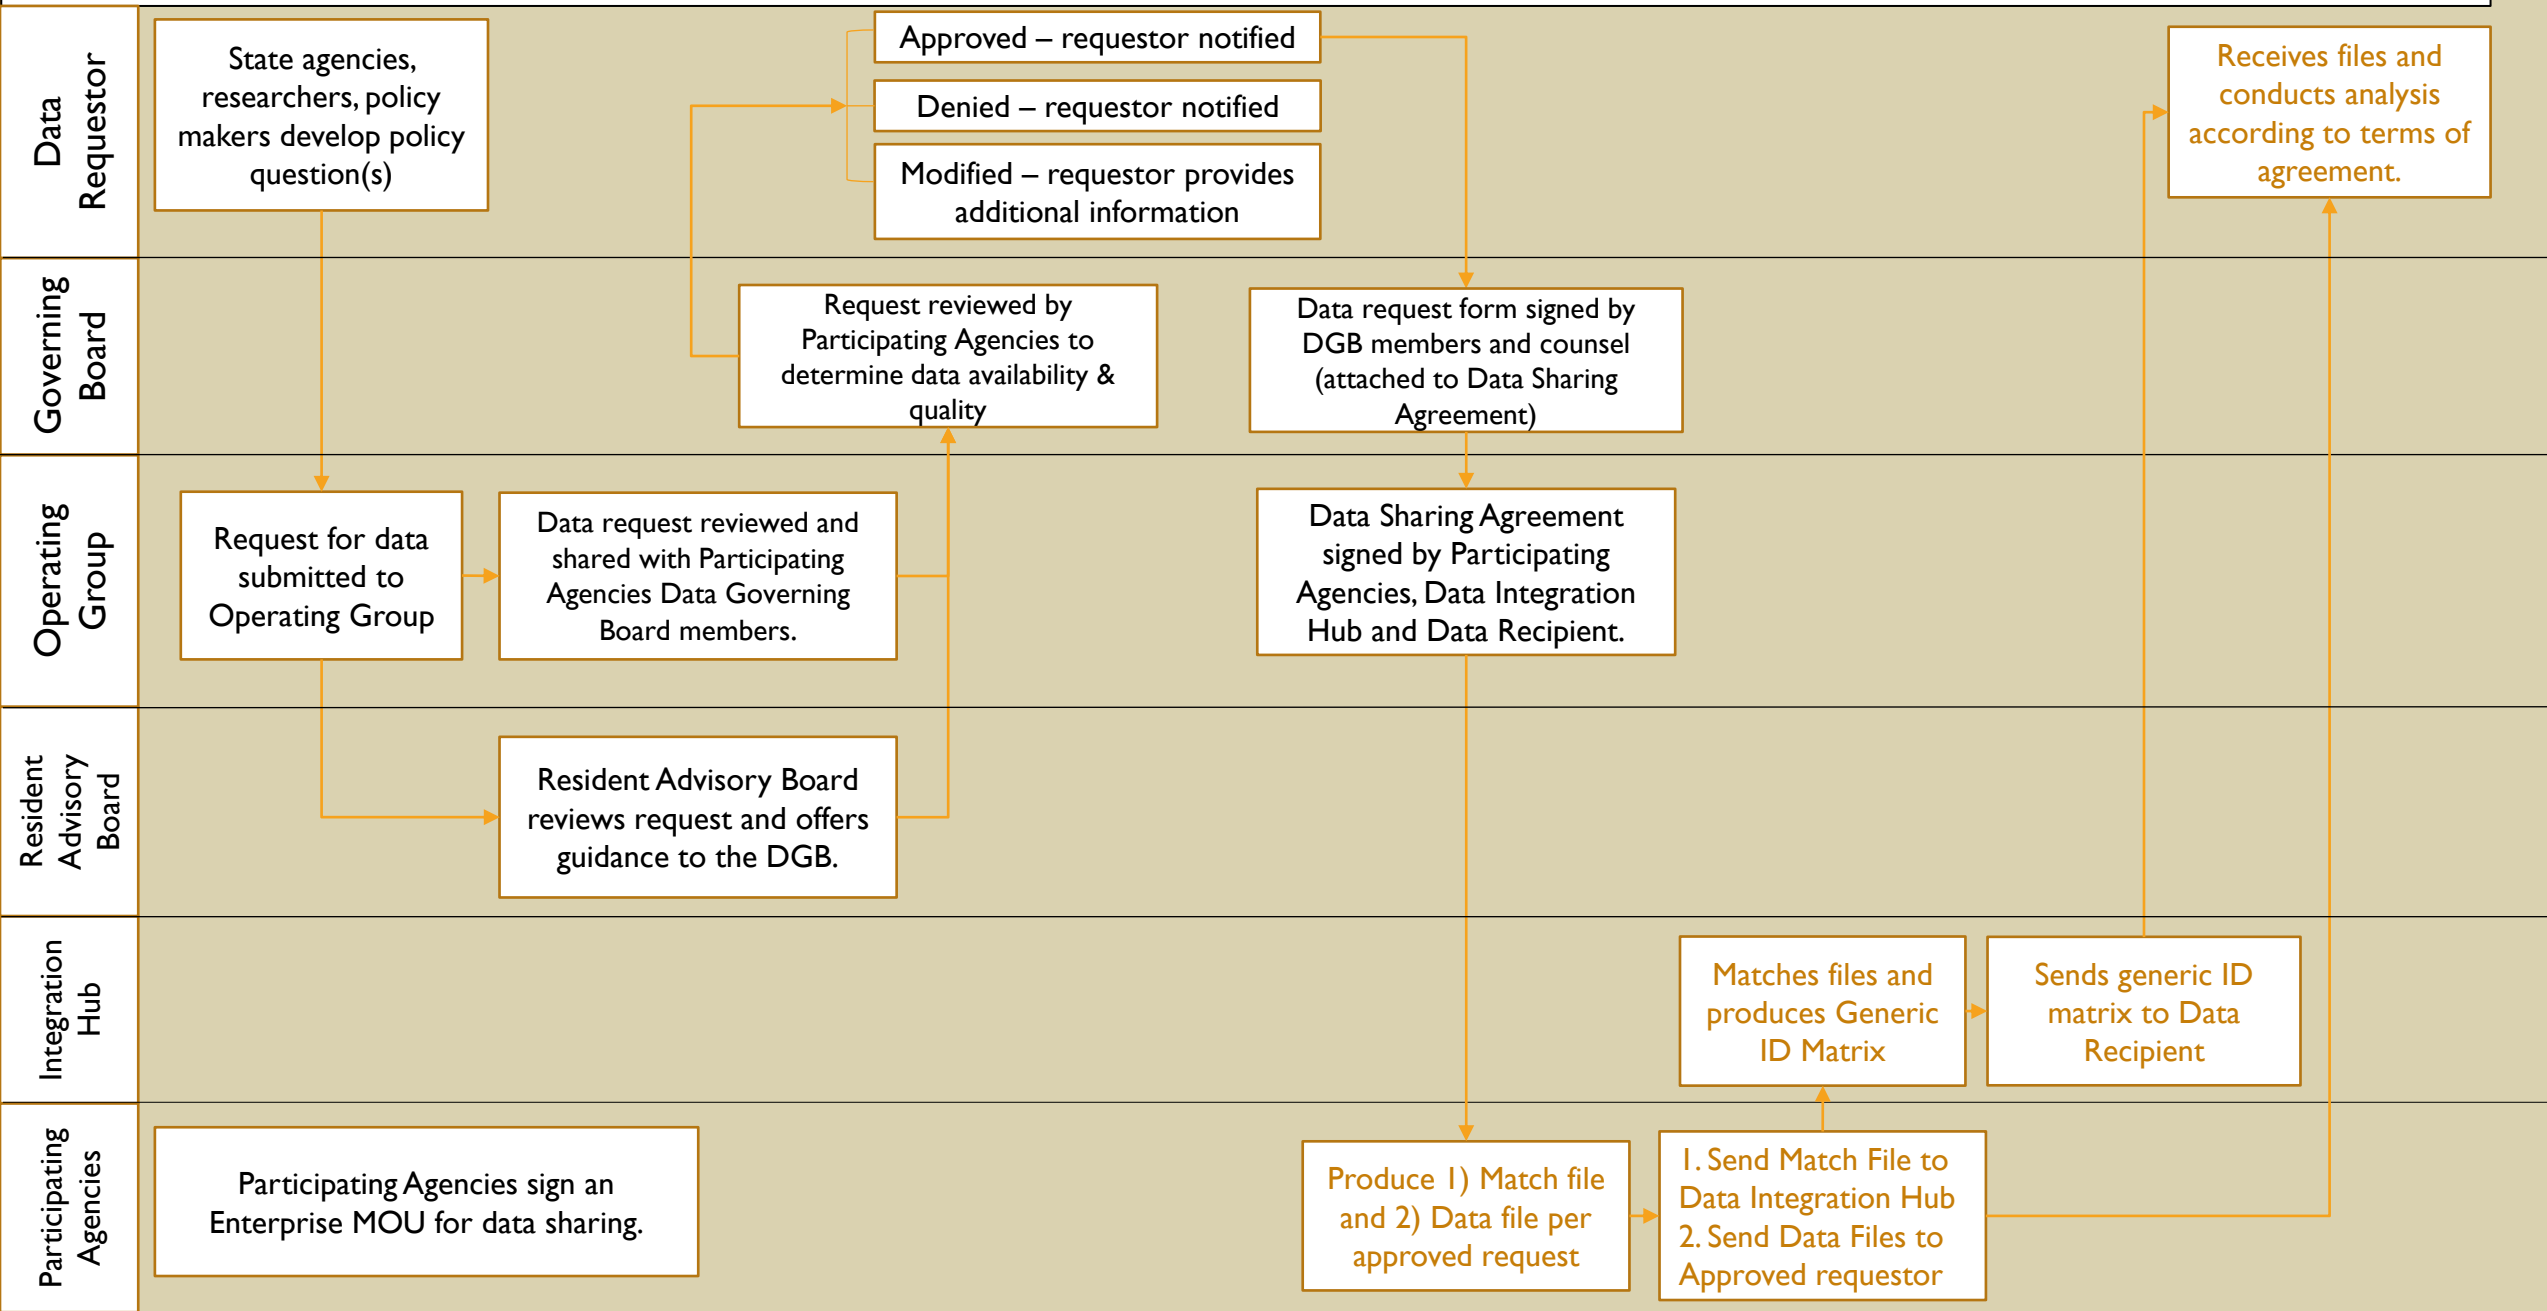 Data
Requestor
State agencies,
researchers, policy
makers develop policy
question(s)
Approved – requestor notified
Denied – requestor notified
Modified – requestor provides
additional information
Receives files and
conducts analysis
according to terms of
agreement.
Governing
Board
Request reviewed by
Participating Agencies to
determine data availability &
quality
Data request form signed by
DGB members and counsel
(attached to Data Sharing
Agreement)
Operating
Group
Request for data
submitted to
Operating Group
Data request reviewed and
shared with Participating
Agencies Data Governing
Board members.
Data Sharing Agreement
signed by Participating
Agencies, Data Integration
Hub and Data Recipient.
Resident
Advisory
Board
Resident Advisory Board
reviews request and offers
guidance to the DGB.
Integration
Hub
Matches files and
produces Generic
ID Matrix
Sends generic ID
matrix to Data
Recipient
Participating
Agencies
Participating Agencies sign an
Enterprise MOU for data sharing.
Produce 1) Match file
and 2) Data file per
approved request
1. Send Match File to
Data Integration Hub
2. Send Data Files to
Approved requestor